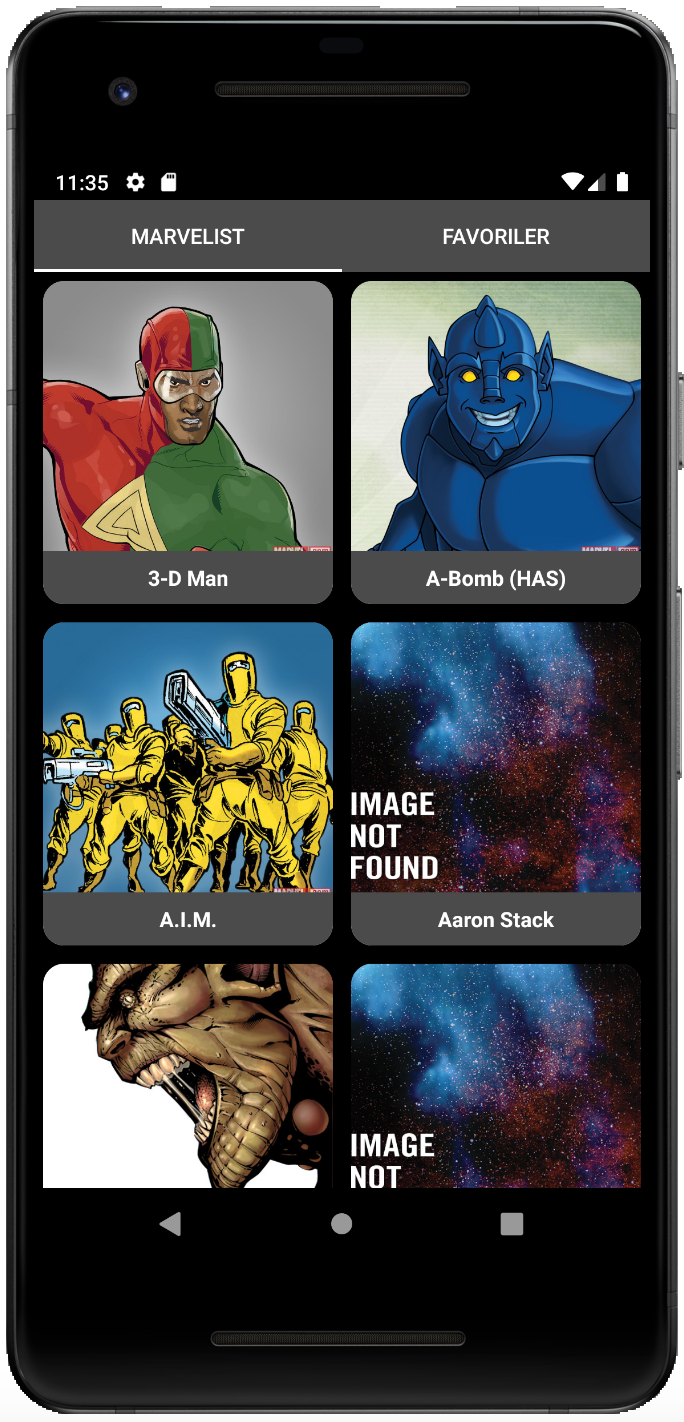 11:35
MARVELIST FAVORILER
3-D Man
A-Bomb (HAS)
IMAGE
NOT
FOUND
A.I.M.
Aaron Stack
IMAGE
NOT